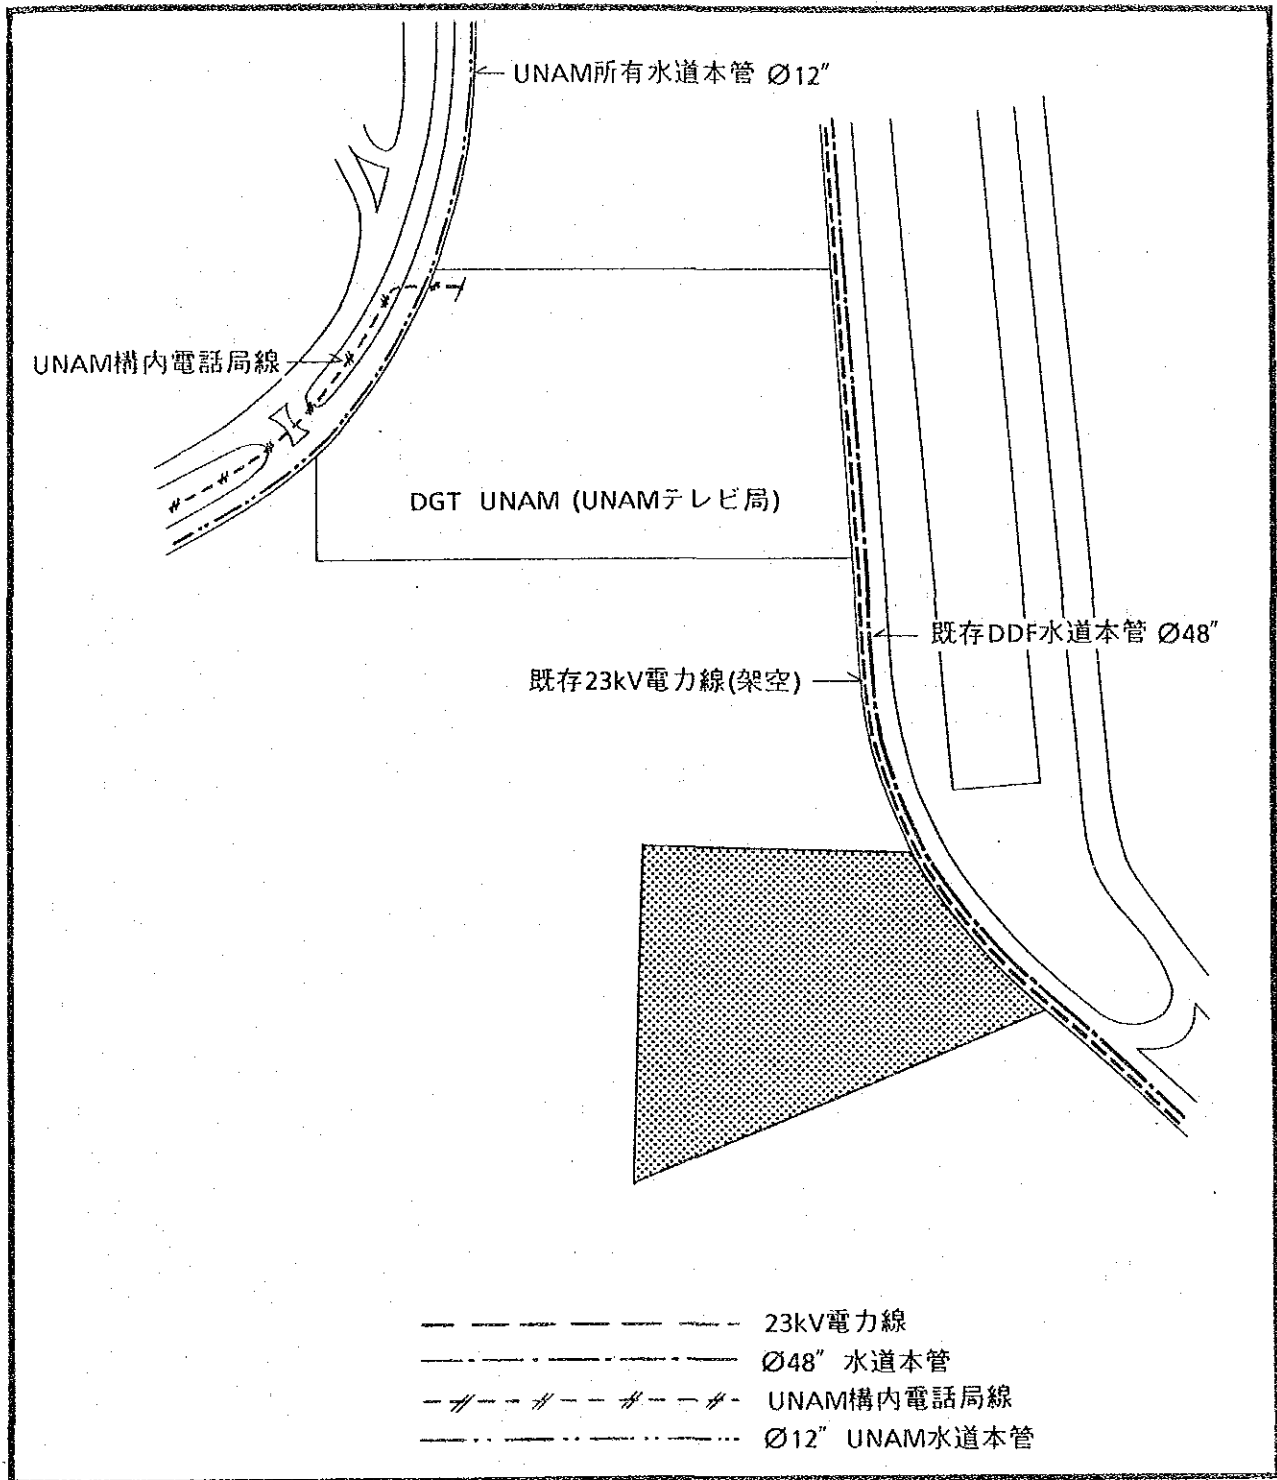 UNAM所有水道本管 Ø12"
UNAM構内電話局線
DGT UNAM (UNAMテレビ局)
既存DDF水道本管 Ø48"
既存23kV電力線(架空)
23kV電力線
Ø48" 水道本管
UNAM構内電話局線
Ø12" UNAM水道本管